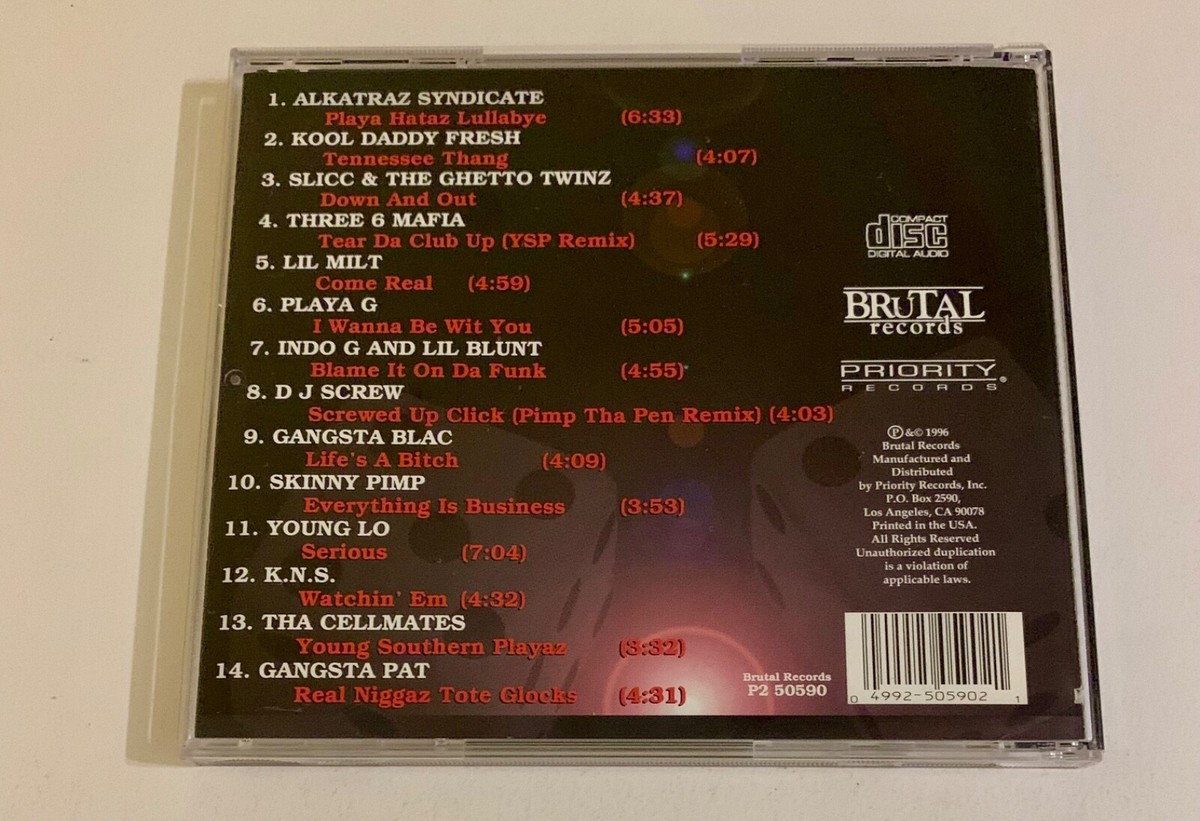 1. ALKATRAZ SYNDICATE
Playa Hataz Lullabye (6:33)
2. KOOL DADDY FRESH
Tennessee Thang (4:07)
3. SLICC & THE GHETTO TWINZ
Down And Out (4:37)
4. THREE 6 MAFIA
Tear Da Club Up (YSP Remix) (5:29)
5. LIL MILT
Come Real (4:59)
6. PLAYA G
I Wanna Be Wit You (5:05)
7. INDO G AND LIL BLUNT
Blame It On Da Funk (4:55)
8. D J SCREW
Screwed Up Click (Pimp Tha Pen Remix) (4:03)
9. GANGSTA BLAC
Life's A Bitch (4:09)
10. SKINNY PIMP
Everything Is Business (3:53)
11. YOUNG LO
Serious (7:04)
12. K.N.S.
Watchin' Em (4:32)
13. THA CELLMATES
Young Southern Playaz (3:32)
14. GANGSTA PAT
Real Niggaz Tote Glocks (4:31)
COMPACT
disc
DIGITAL AUDIO
BRUTAL
records
PRIORITY
RECORDS®
℗ &© 1996
Brutal Records
Manufactured and
Distributed
by Priority Records, Inc.
P.O. Box 2590,
Los Angeles, CA 90078
Printed in the USA.
All Rights Reserved
Unauthorized duplication
is a violation of
applicable laws.
Brutal Records
P2 50590
0 4992-505902 1